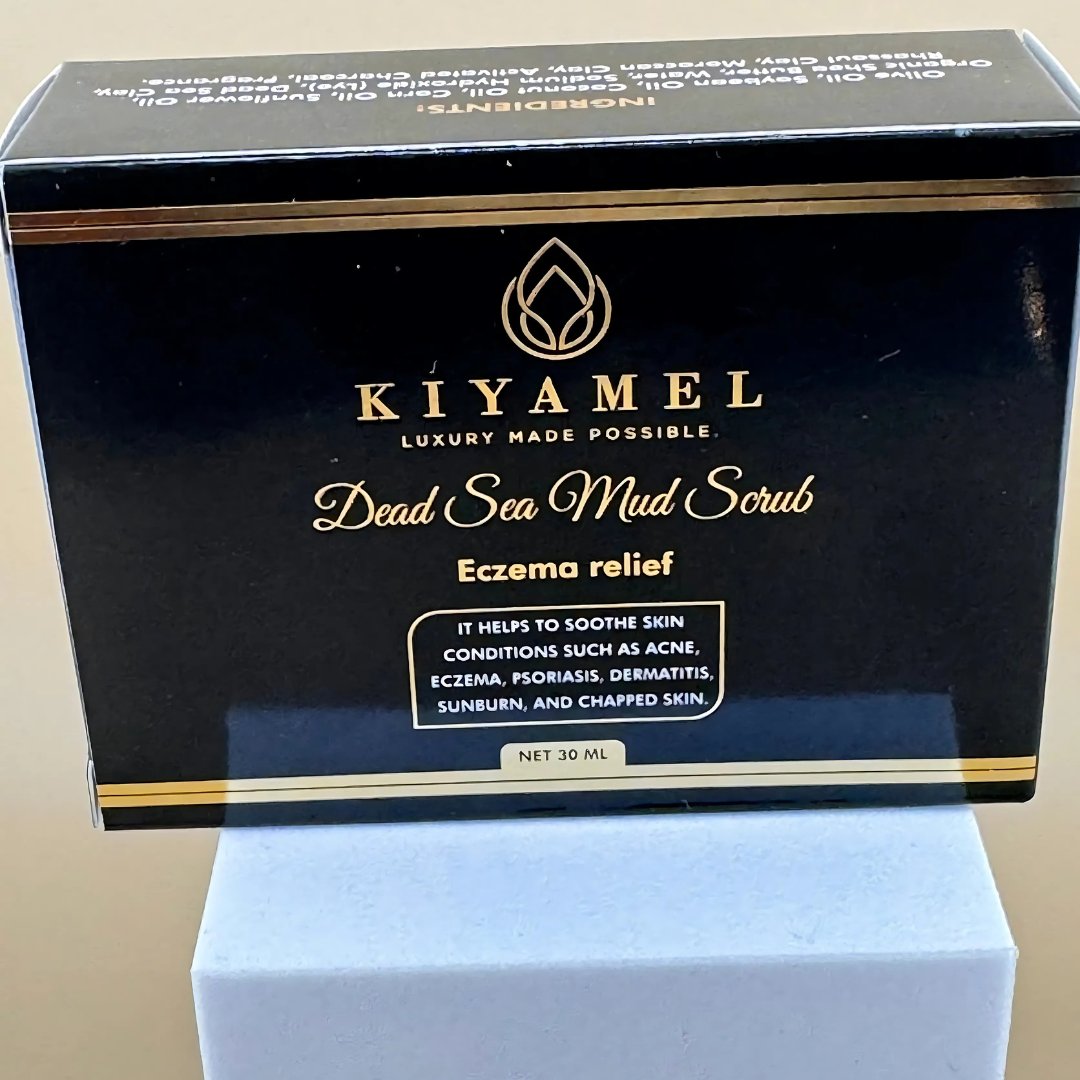 INGREDIENTS:
Olive Oil, Coconut Oil, Corn Oil, Sunflower Oil,
Soybean Oil, Water, Sodium Hydroxide (Lye), Dead Sea Clay,
Organic Shea Butter, Moroccan Clay, Activated Charcoal, Fragrance.
Rhassoul Clay,
KIYAMEL
LUXURY MADE POSSIBLE.
Dead Sea Mud Scrub
Eczema relief
IT HELPS TO SOOTHE SKIN
CONDITIONS SUCH AS ACNE,
ECZEMA, PSORIASIS, DERMATITIS,
SUNBURN, AND CHAPPED SKIN.
NET 30 ML